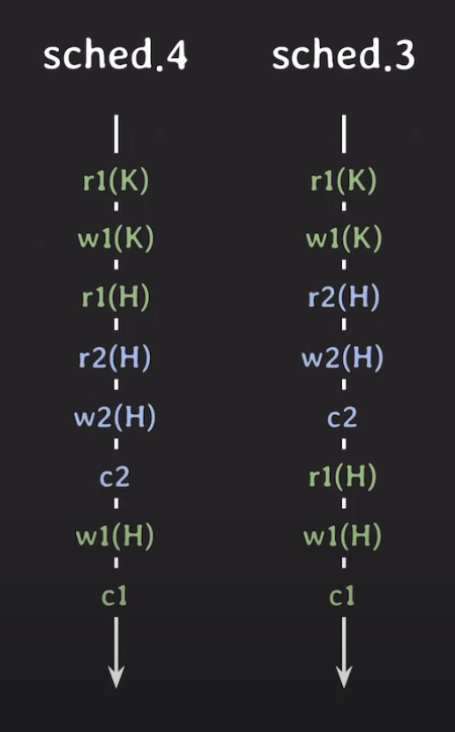 sched.4 sched.3
r1(K) r1(K)
w1(K) w1(K)
r1(H) r2(H)
r2(H) w2(H)
w2(H) c2
c2 r1(H)
w1(H) w1(H)
c1 c1